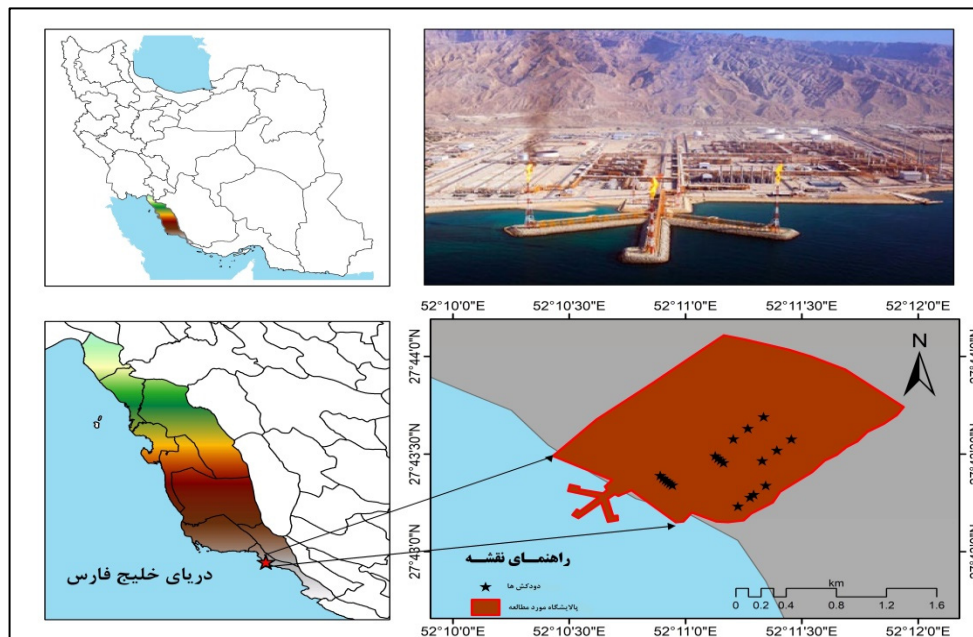 52°10'0"E 52°10'30"E 52°11'0"E 52°11'30"E 52°12'0"E
N
27°44'0"N
27°43'30"N
27°43'0"N
دریای خلیج فارس
راهنمـای نقشـه
دودکش ها
پالایشگاه مورد مطالعه
km
0 0.2 0.4 0.8 1.2 1.6
52°10'0"E 52°10'30"E 52°11'0"E 52°11'30"E 52°12'0"E